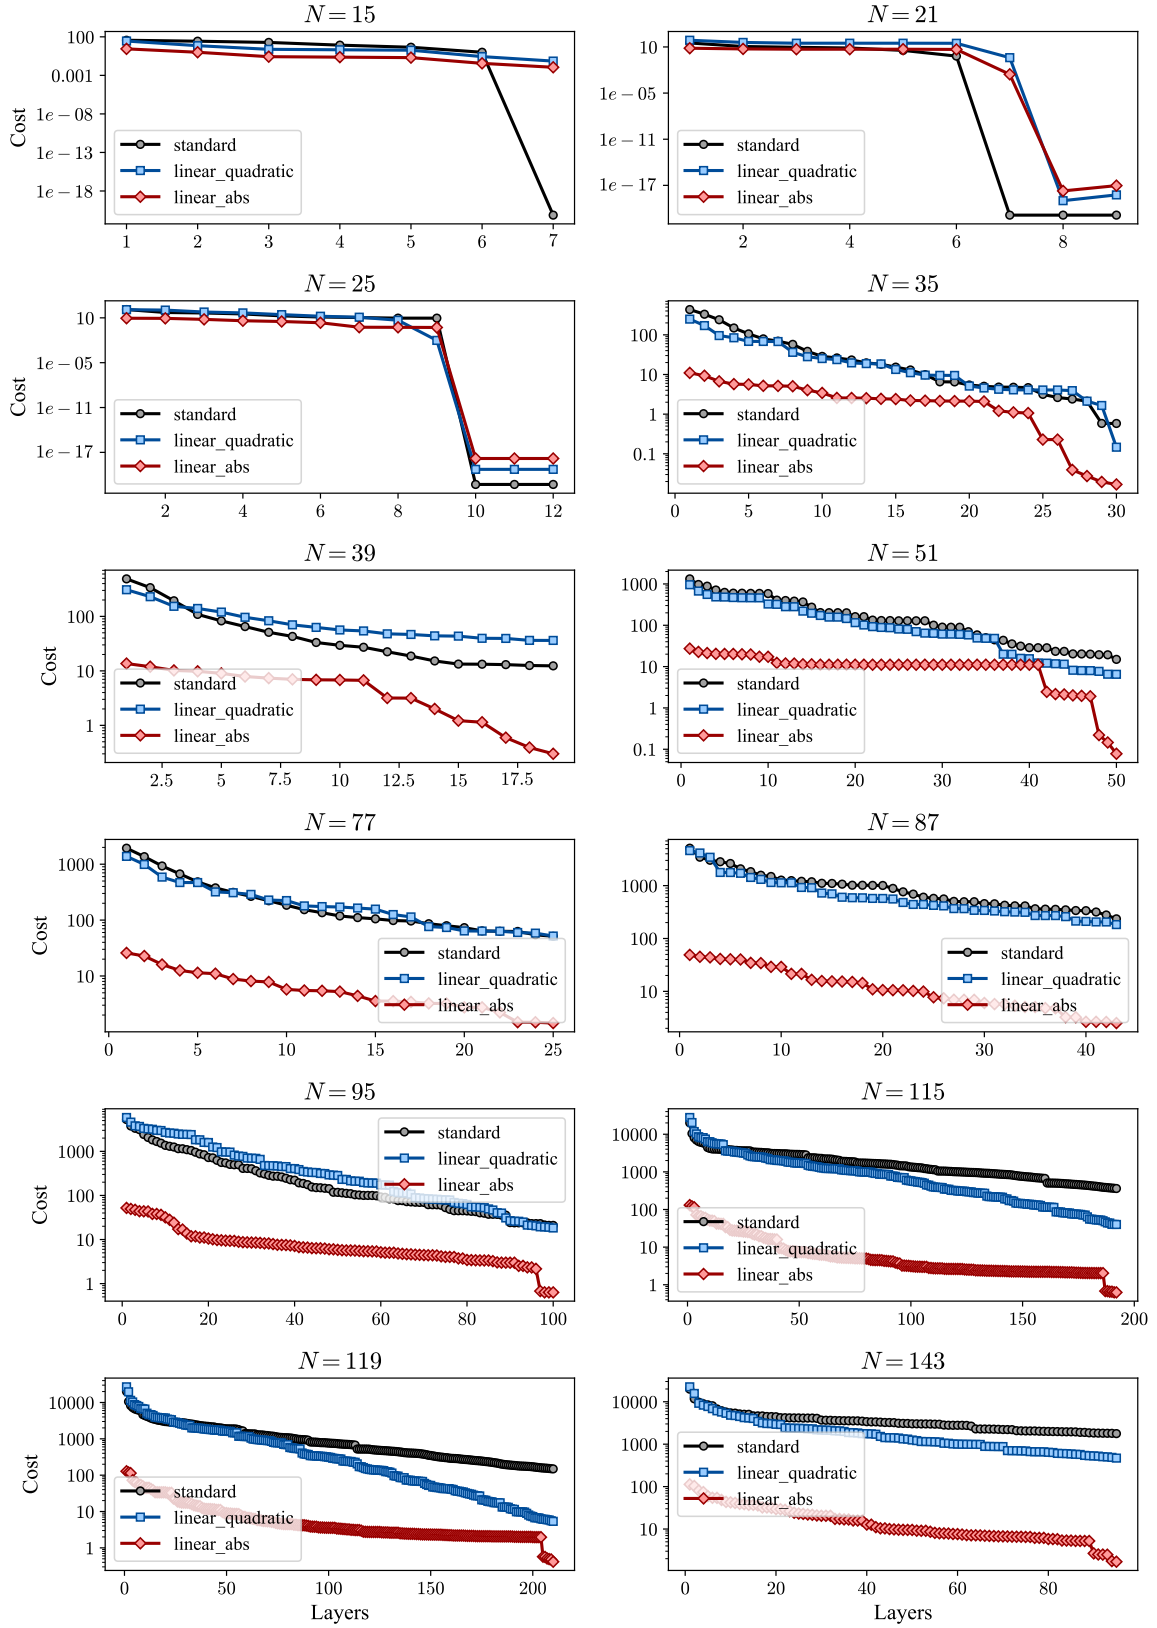 N = 15
Cost
100
0.001
1e − 08
1e − 13
1e − 18
standard
linear_quadratic
linear_abs
1 2 3 4 5 6 7
N = 21
10
1e − 05
1e − 11
1e − 17
standard
linear_quadratic
linear_abs
2 4 6 8
N = 25
Cost
10
1e − 05
1e − 11
1e − 17
standard
linear_quadratic
linear_abs
2 4 6 8 10 12
N = 35
100
10
1
0.1
standard
linear_quadratic
linear_abs
0 5 10 15 20 25 30
N = 39
Cost
100
10
1
standard
linear_quadratic
linear_abs
2.5 5 7.5 10 12.5 15 17.5
N = 51
1000
100
10
1
0.1
standard
linear_quadratic
linear_abs
0 10 20 30 40 50
N = 77
Cost
1000
100
10
standard
linear_quadratic
linear_abs
0 5 10 15 20 25
N = 87
1000
100
10
standard
linear_quadratic
linear_abs
0 10 20 30 40
N = 95
Cost
1000
100
10
1
standard
linear_quadratic
linear_abs
0 20 40 60 80 100
N = 115
10000
1000
100
10
1
standard
linear_quadratic
linear_abs
0 50 100 150 200
N = 119
Cost
10000
1000
100
10
1
standard
linear_quadratic
linear_abs
0 50 100 150 200
Layers
N = 143
10000
1000
100
10
standard
linear_quadratic
linear_abs
0 20 40 60 80
Layers